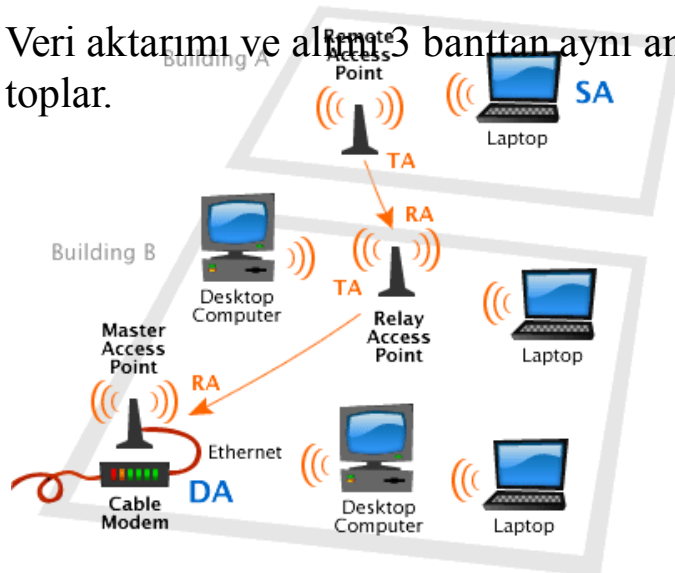 Veri aktarımı ve alımı 3 banttan aynı an
toplar.
Building A
Remote
Access
Point
SA
Laptop
TA
RA
Building B
TA
Desktop
Computer
Relay
Access
Point
Laptop
Master
Access
Point
RA
Ethernet
DA
Cable
Modem
Desktop
Computer
Laptop